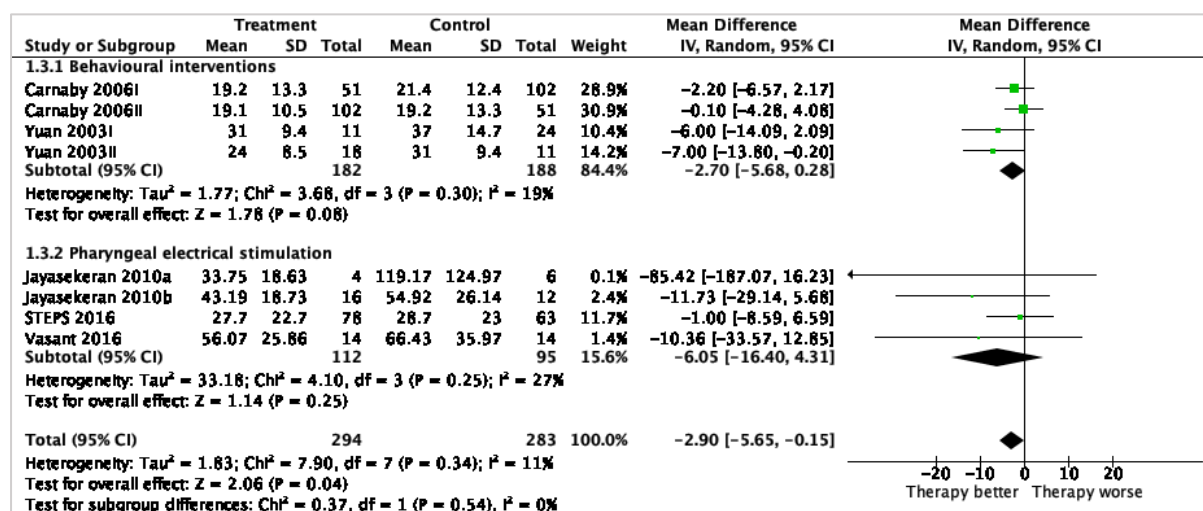 Treatment Control Mean Difference Mean Difference
Study or Subgroup Mean SD Total Mean SD Total Weight IV, Random, 95% CI IV, Random, 95% CI
1.3.1 Behavioural interventions
Carnaby 2006I 19.2 13.3 51 21.4 12.4 102 28.9% −2.20 [−6.57, 2.17]
Carnaby 2006II 19.1 10.5 102 19.2 13.3 51 30.9% −0.10 [−4.28, 4.08]
Yuan 2003I 31 9.4 11 37 14.7 24 10.4% −6.00 [−14.09, 2.09]
Yuan 2003II 24 8.5 18 31 9.4 11 14.2% −7.00 [−13.80, −0.20]
Subtotal (95% CI) 182 188 84.4% −2.70 [−5.68, 0.28]
Heterogeneity: Tau² = 1.77; Chi² = 3.68, df = 3 (P = 0.30); I² = 19%
Test for overall effect: Z = 1.78 (P = 0.08)
1.3.2 Pharyngeal electrical stimulation
Jayasekeran 2010a 33.75 18.63 4 119.17 124.97 6 0.1% −85.42 [−187.07, 16.23]
Jayasekeran 2010b 43.19 18.73 16 54.92 26.14 12 2.4% −11.73 [−29.14, 5.68]
STEPS 2016 27.7 22.7 78 28.7 23 63 11.7% −1.00 [−8.59, 6.59]
Vasant 2016 56.07 25.86 14 66.43 35.97 14 1.4% −10.36 [−33.57, 12.85]
Subtotal (95% CI) 112 95 15.6% −6.05 [−16.40, 4.31]
Heterogeneity: Tau² = 33.18; Chi² = 4.10, df = 3 (P = 0.25); I² = 27%
Test for overall effect: Z = 1.14 (P = 0.25)
Total (95% CI) 294 283 100.0% −2.90 [−5.65, −0.15]
Heterogeneity: Tau² = 1.83; Chi² = 7.90, df = 7 (P = 0.34); I² = 11%
Test for overall effect: Z = 2.06 (P = 0.04)
Test for subgroup differences: Chi² = 0.37, df = 1 (P = 0.54), I² = 0%
−20 −10 0 10 20
Therapy better Therapy worse